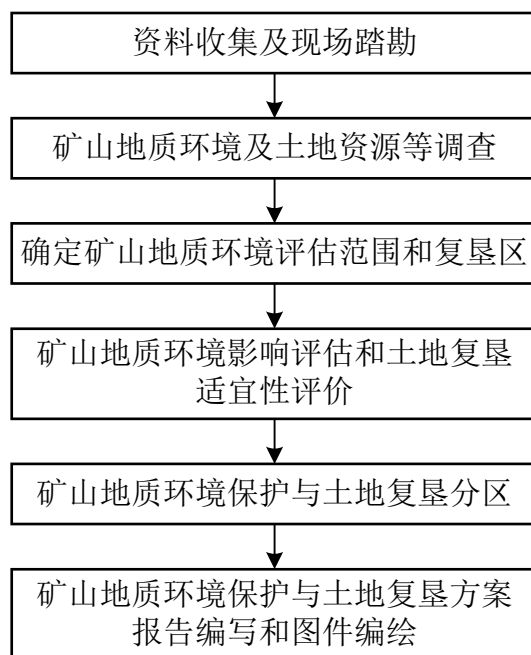 资料收集及现场踏勘
矿山地质环境及土地资源等调查
确定矿山地质环境评估范围和复垦区
矿山地质环境影响评估和土地复垦
适宜性评价
矿山地质环境保护与土地复垦分区
矿山地质环境保护与土地复垦方案
报告编写和图件编绘